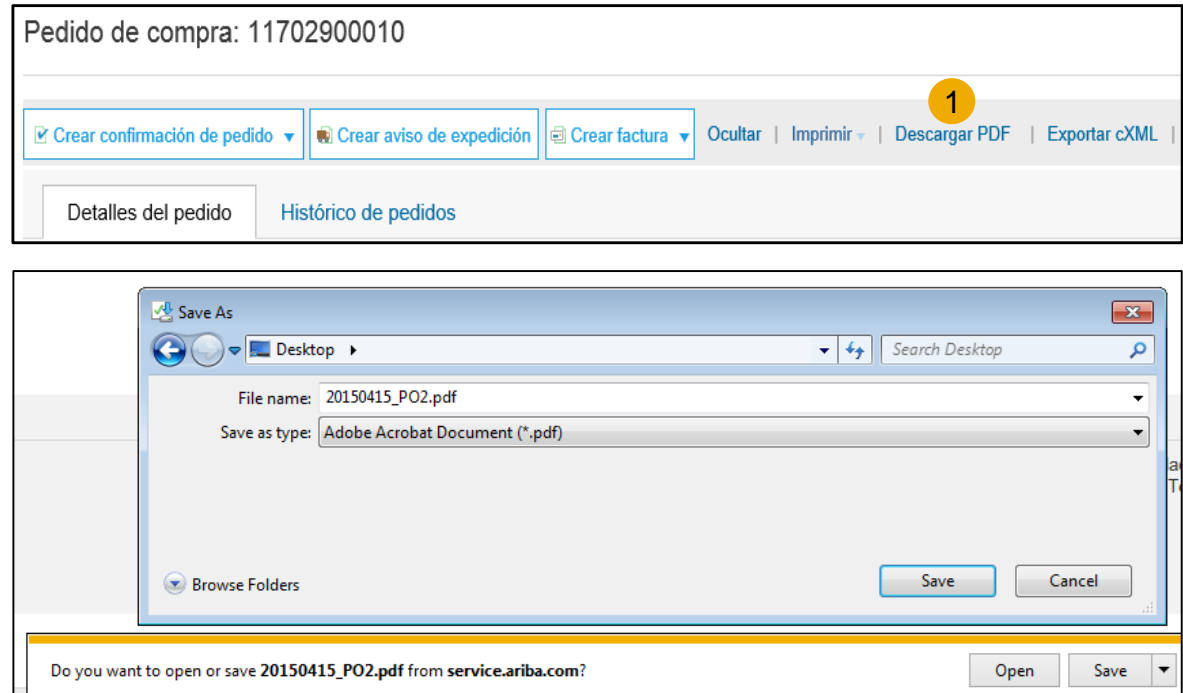 Pedido de compra: 11702900010
1
Crear confirmación de pedido Crear aviso de expedición Crear factura Ocultar | Imprimir | Descargar PDF | Exportar cXML |
Detalles del pedido Histórico de pedidos
Save As
Desktop Search Desktop
File name: 20150415_PO2.pdf
Save as type: Adobe Acrobat Document (*.pdf)
Browse Folders Save Cancel
Do you want to open or save 20150415_PO2.pdf from service.ariba.com? Open Save